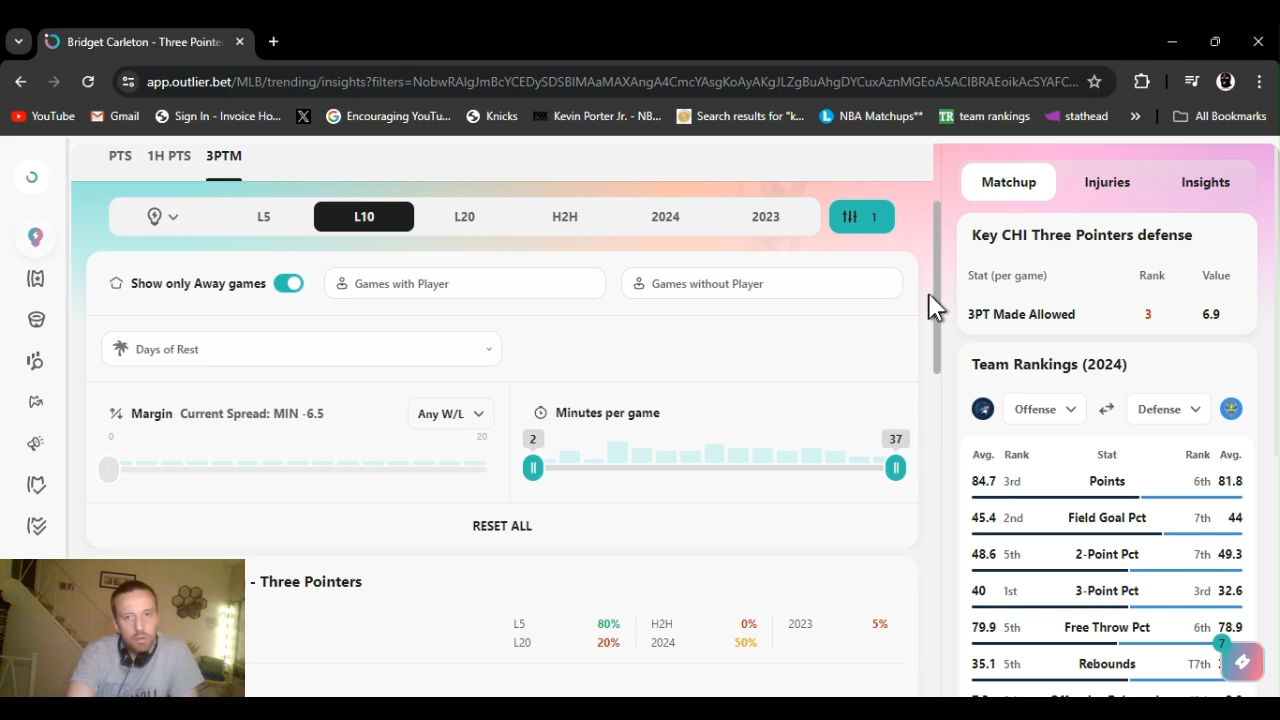 Bridget Carleton - Three Pointe
app.outlier.bet/MLB/trending/insights?filters=NobwRAIgJmBcYCEDySDSBlMAaMAXAngA4CmcYAsgKoAyAKgJLZgBuAhgDYCuxAznMGEoA5ACIBRAEoikAcSYAFC...
YouTube Gmail Sign In - Invoice Ho... Encouraging YouTu... Knicks Kevin Porter Jr. - NB... Search results for "k... NBA Matchups** TR team rankings stathead All Bookmarks
PTS 1H PTS 3PTM
L5 L10 L20 H2H 2024 2023 1
Show only Away games Games with Player Games without Player
Days of Rest
Margin Current Spread: MIN -6.5 Any W/L
0 20
Minutes per game
2 37
RESET ALL
- Three Pointers
L5 80% H2H 0% 2023 5%
L20 20% 2024 50%
Matchup Injuries Insights
Key CHI Three Pointers defense
Stat (per game) Rank Value
3PT Made Allowed 3 6.9
Team Rankings (2024)
Offense Defense
Avg. Rank Stat Rank Avg.
84.7 3rd Points 6th 81.8
45.4 2nd Field Goal Pct 7th 44
48.6 5th 2-Point Pct 7th 49.3
40 1st 3-Point Pct 3rd 32.6
79.9 5th Free Throw Pct 6th 78.9
7
35.1 5th Rebounds T7th